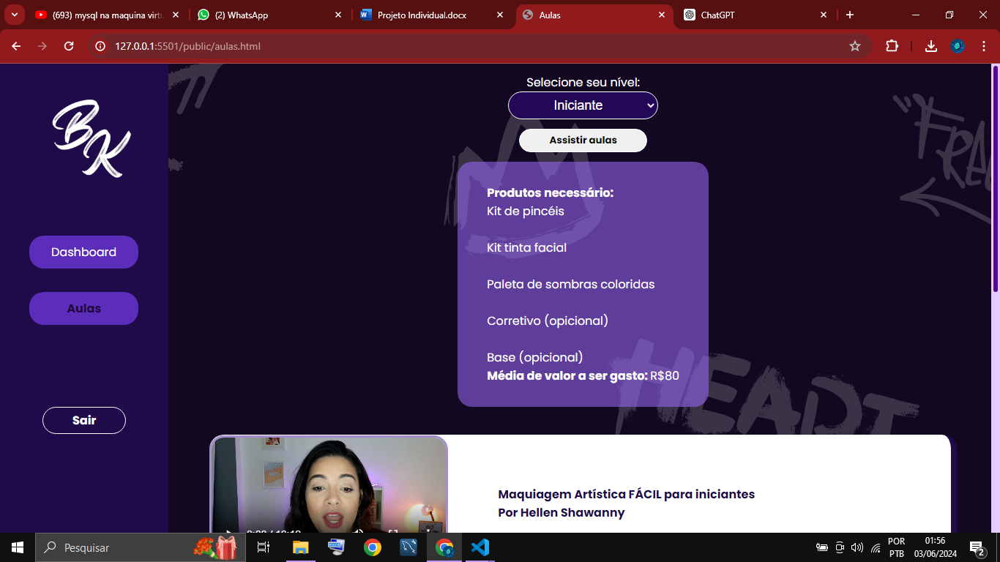 (693) mysql na maquina virtu
(2) WhatsApp
Projeto Individual.docx
Aulas
ChatGPT
127.0.0.1:5501/public/aulas.html
BK
Dashboard
Aulas
Sair
Selecione seu nível:
Iniciante
Assistir aulas
Produtos necessário:
Kit de pincéis
Kit tinta facial
Paleta de sombras coloridas
Corretivo (opicional)
Base (opicional)
Média de valor a ser gasto: R$80
HEADT
Maquiagem Artística FÁCIL para iniciantes
Por Hellen Shawanny
Pesquisar
POR
PTB
01:56
03/06/2024
2